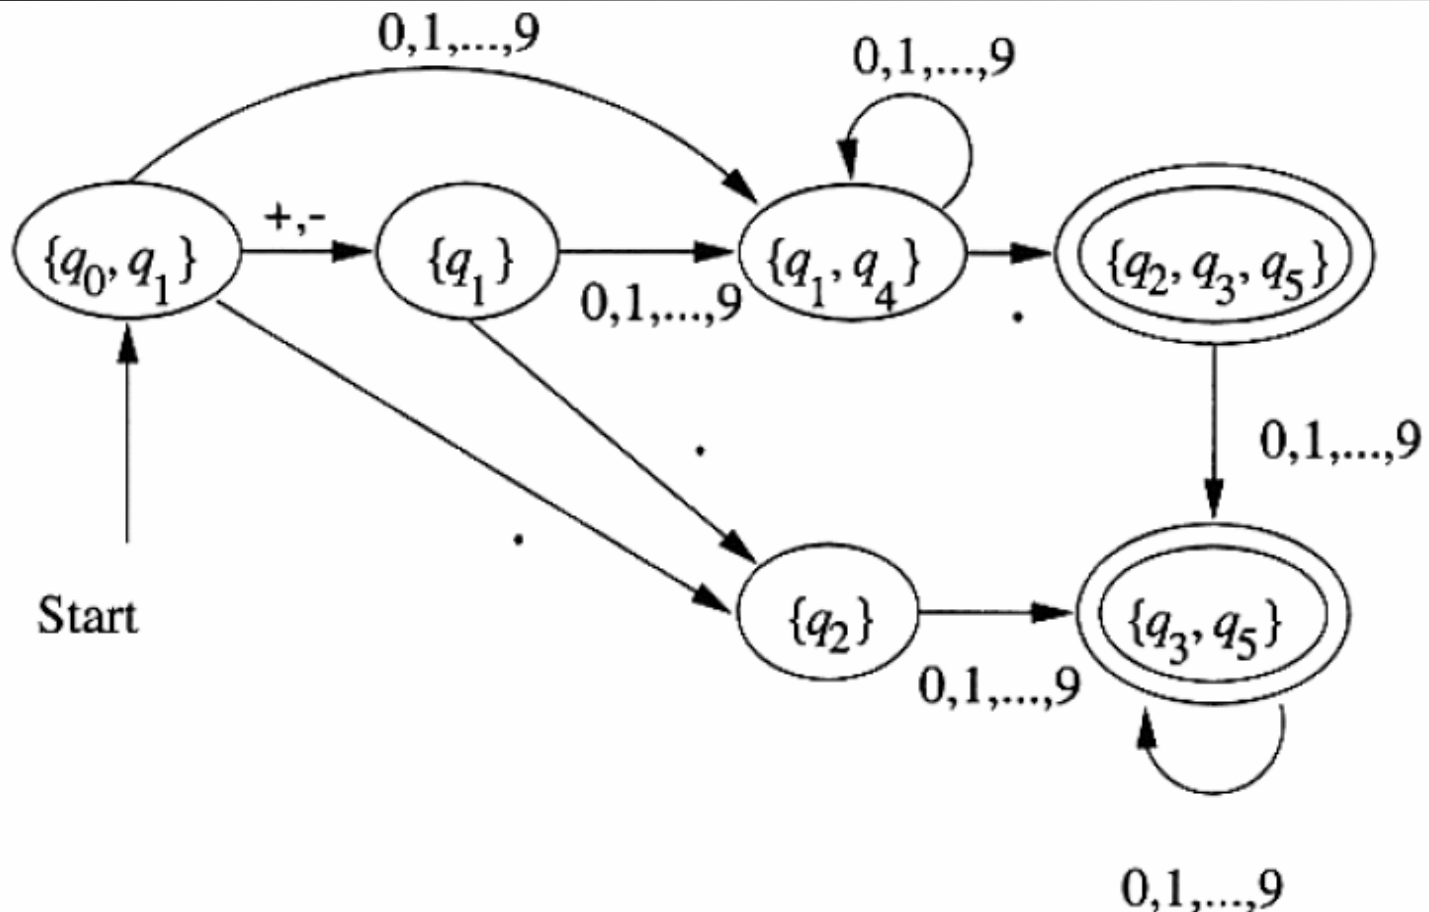 0,1,...,9
0,1,...,9
+,-
{q0, q1}
{q1}
{q1, q4}
{q2, q3, q5}
0,1,...,9
.
0,1,...,9
.
.
Start
{q2}
{q3, q5}
0,1,...,9
0,1,...,9